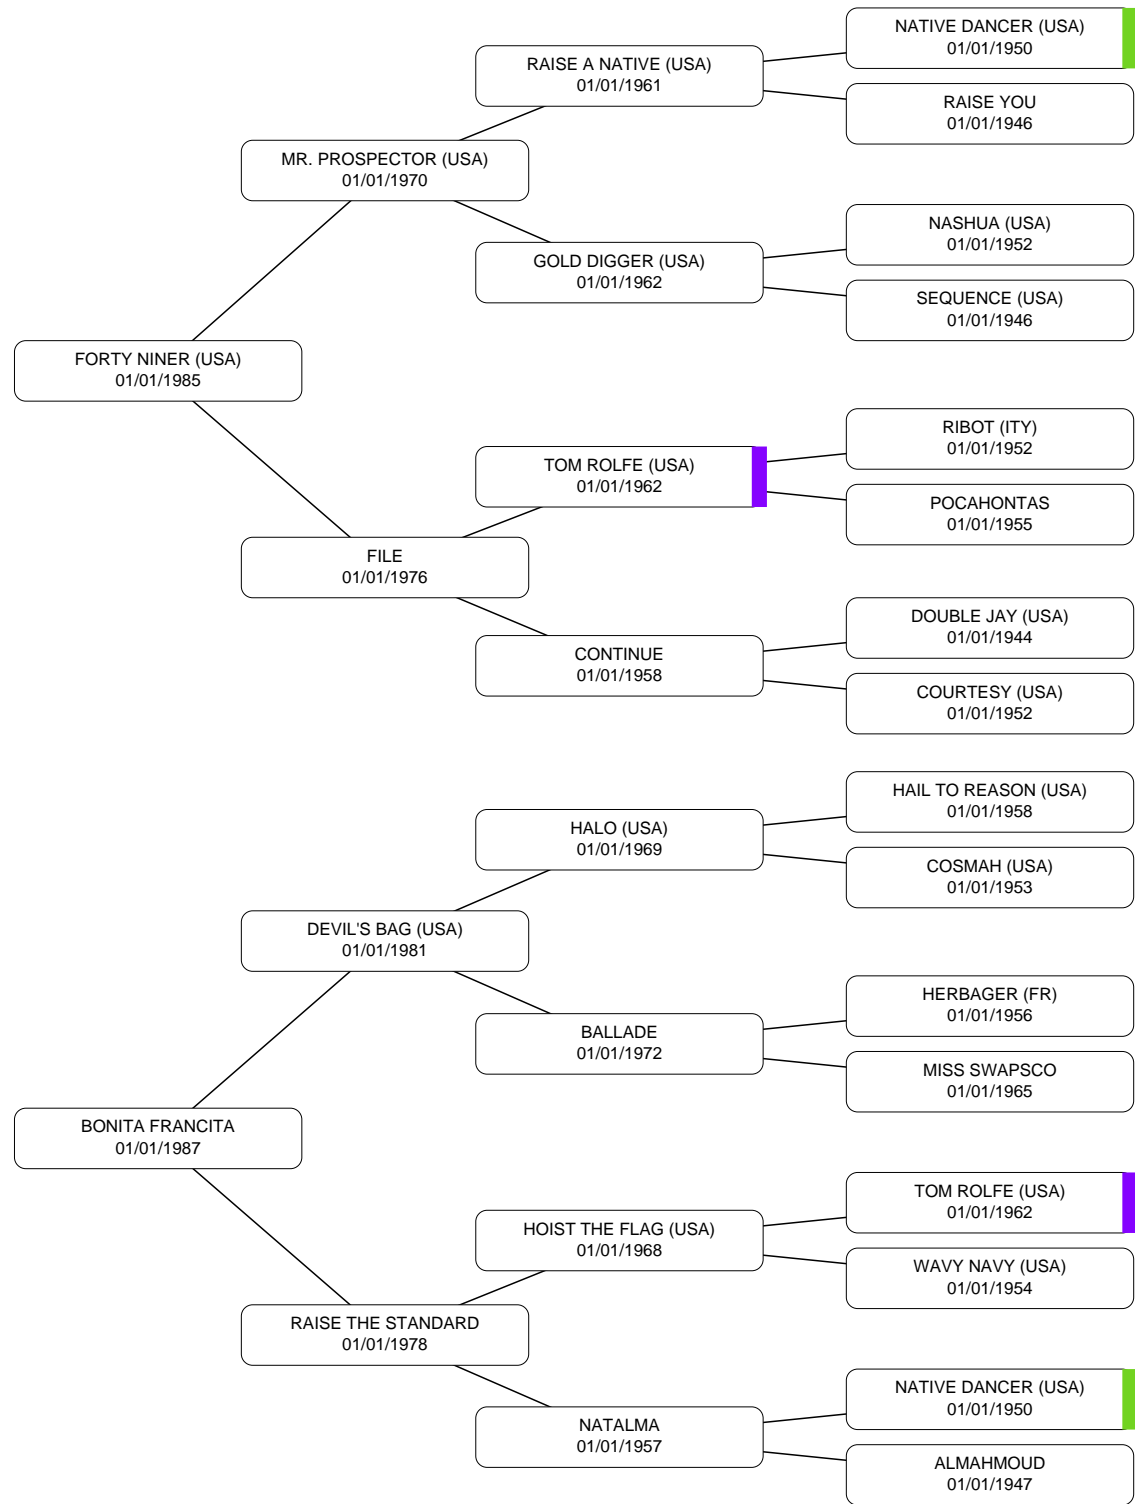 NATIVE DANCER (USA)
01/01/1950
RAISE A NATIVE (USA)
01/01/1961
RAISE YOU
01/01/1946
MR. PROSPECTOR (USA)
01/01/1970
NASHUA (USA)
01/01/1952
GOLD DIGGER (USA)
01/01/1962
SEQUENCE (USA)
01/01/1946
FORTY NINER (USA)
01/01/1985
RIBOT (ITY)
01/01/1952
TOM ROLFE (USA)
01/01/1962
POCAHONTAS
01/01/1955
FILE
01/01/1976
DOUBLE JAY (USA)
01/01/1944
CONTINUE
01/01/1958
COURTESY (USA)
01/01/1952
HAIL TO REASON (USA)
01/01/1958
HALO (USA)
01/01/1969
COSMAH (USA)
01/01/1953
DEVIL'S BAG (USA)
01/01/1981
HERBAGER (FR)
01/01/1956
BALLADE
01/01/1972
MISS SWAPSCO
01/01/1965
BONITA FRANCITA
01/01/1987
TOM ROLFE (USA)
01/01/1962
HOIST THE FLAG (USA)
01/01/1968
WAVY NAVY (USA)
01/01/1954
RAISE THE STANDARD
01/01/1978
NATIVE DANCER (USA)
01/01/1950
NATALMA
01/01/1957
ALMAHMOUD
01/01/1947